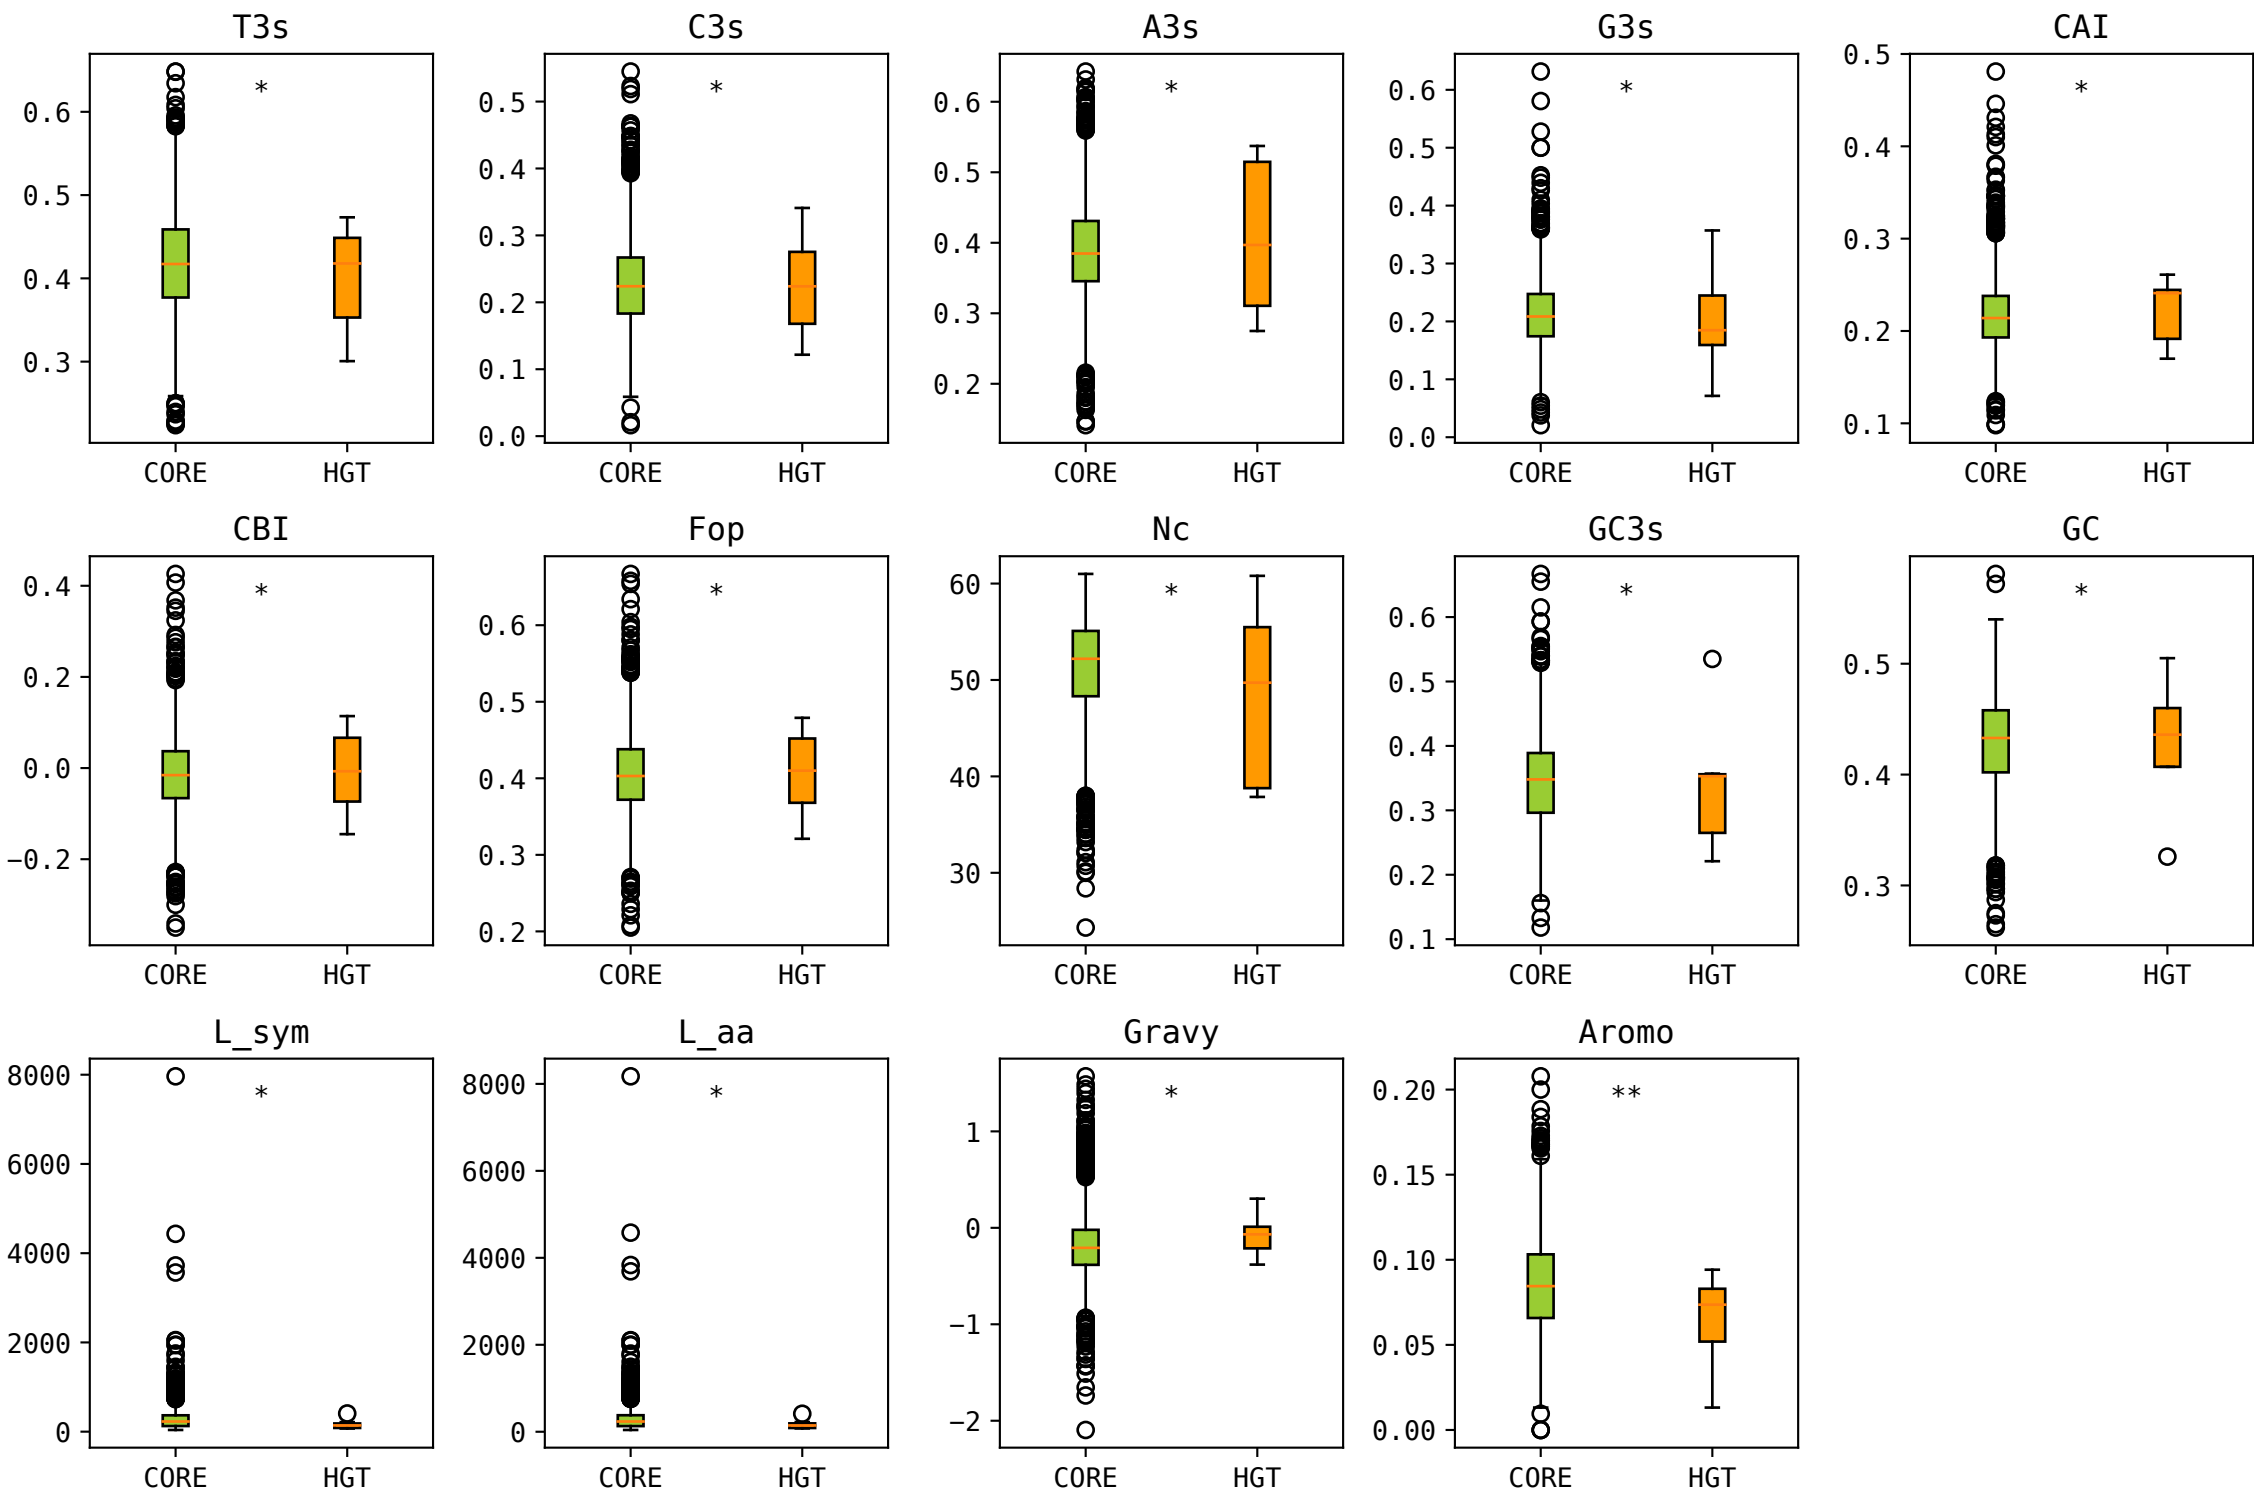 T3s C3s A3s G3s CAI
* * * * *
0.6 0.5 0.4 0.3
0.5 0.4 0.3 0.2 0.1 0.0
0.6 0.5 0.4 0.3 0.2
0.6 0.5 0.4 0.3 0.2 0.1 0.0
0.5 0.4 0.3 0.2 0.1
CORE HGT CORE HGT CORE HGT CORE HGT CORE HGT
CBI Fop Nc GC3s GC
* * * * *
0.4 0.2 0.0 −0.2
0.6 0.5 0.4 0.3 0.2
60 50 40 30
0.6 0.5 0.4 0.3 0.2 0.1
0.5 0.4 0.3
CORE HGT CORE HGT CORE HGT CORE HGT CORE HGT
L_sym L_aa Gravy Aromo
* * * **
8000 6000 4000 2000 0
8000 6000 4000 2000 0
1 0 −1 −2
0.20 0.15 0.10 0.05 0.00
CORE HGT CORE HGT CORE HGT CORE HGT